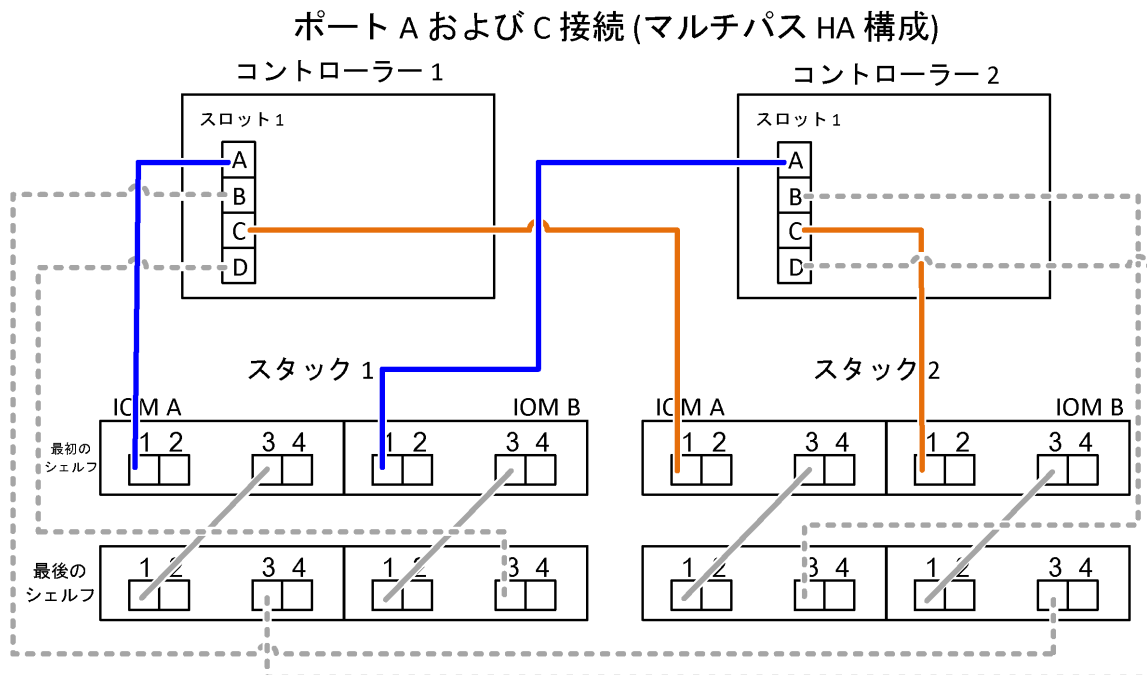 ポート A および C 接続 (マルチパス HA 構成)
コントローラー 1
コントローラー 2
スロット 1
スロット 1
A
A
B
B
C
C
D
D
スタック 1
スタック 2
IOM A
IOM B
IOM A
IOM B
最初の
シェルフ
1 2 3 4 1 2 3 4 1 2 3 4 1 2 3 4
最後の
シェルフ
1 2 3 4 1 2 3 4 1 2 3 4 1 2 3 4